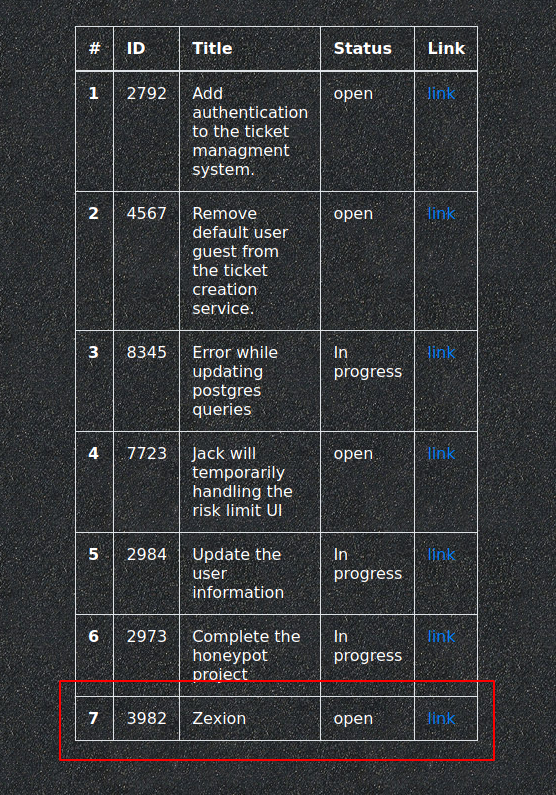 # ID Title Status Link
1 2792 Add authentication to the ticket managment system. open link
2 4567 Remove default user guest from the ticket creation service. open link
3 8345 Error while updating postgres queries In progress link
4 7723 Jack will temporarily handling the risk limit UI open link
5 2984 Update the user information In progress link
6 2973 Complete the honeypot project In progress link
7 3982 Zexion open link